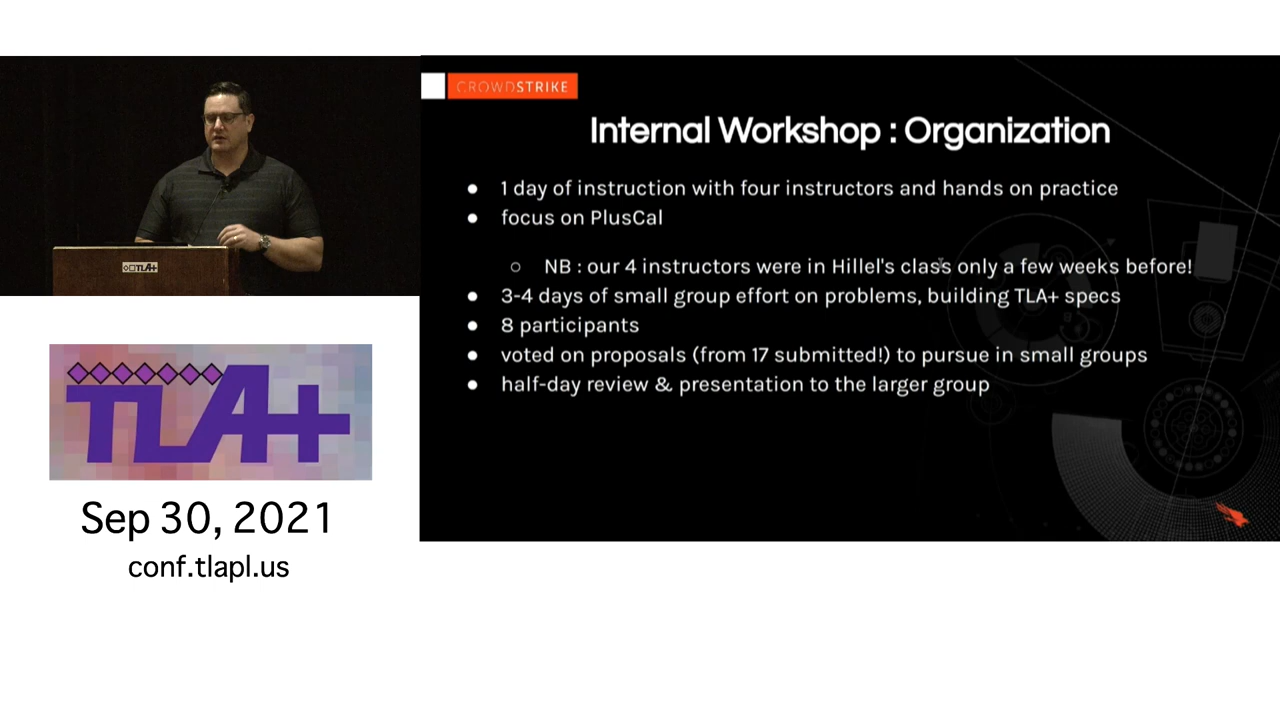 CROWDSTRIKE
Internal Workshop : Organization
● 1 day of instruction with four instructors and hands on practice
● focus on PlusCal
○ NB : our 4 instructors were in Hillel's class only a few weeks before!
● 3-4 days of small group effort on problems, building TLA+ specs
● 8 participants
● voted on proposals (from 17 submitted!) to pursue in small groups
● half-day review & presentation to the larger group
TLA+
TLA+
Sep 30, 2021
conf.tlapl.us